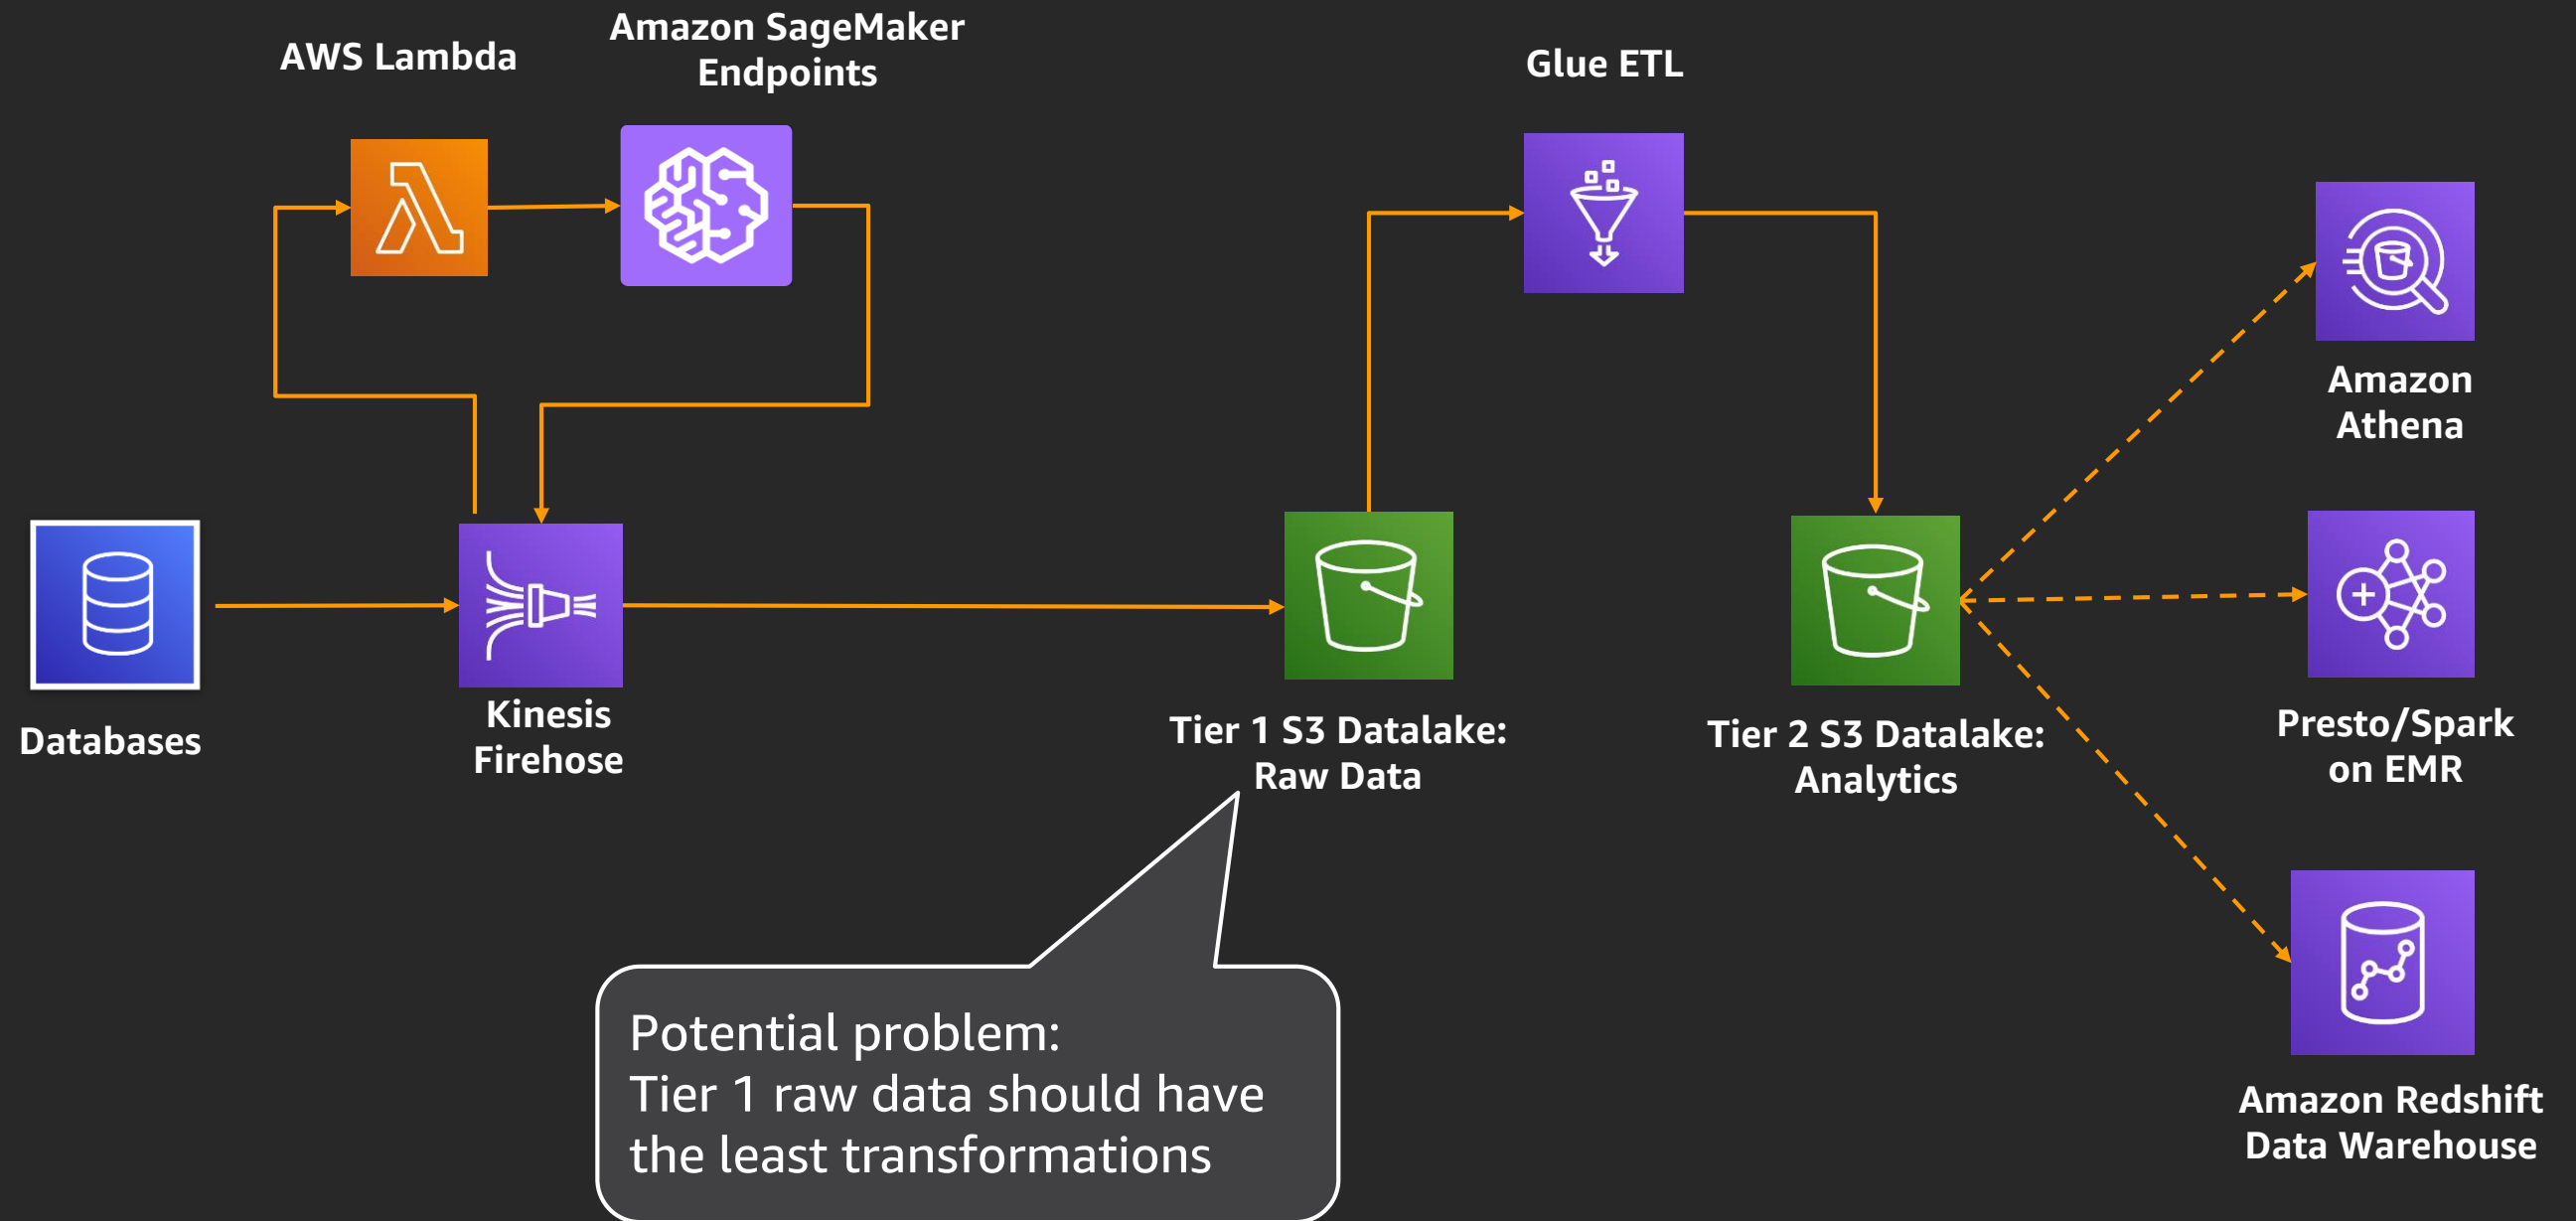 AWS Lambda
Amazon SageMaker
Endpoints
Glue ETL
Amazon
Athena
Databases
Kinesis
Firehose
Tier 1 S3 Datalake:
Raw Data
Tier 2 S3 Datalake:
Analytics
Presto/Spark
on EMR
Potential problem:
Tier 1 raw data should have
the least transformations
Amazon Redshift
Data Warehouse